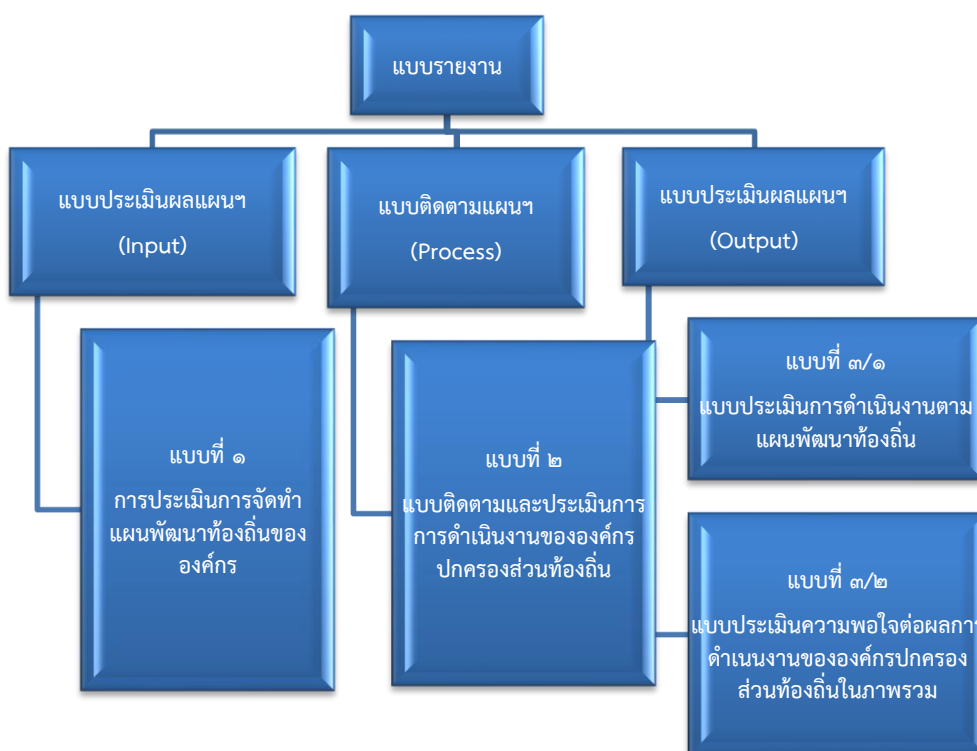 แบบรายงาน
แบบประเมินผลแผนฯ
(Input)
แบบติดตามแผนฯ
(Process)
แบบประเมินผลแผนฯ
(Output)
แบบที่ ๑
การประเมินการจัดทำ
แผนพัฒนาท้องถิ่นของ
องค์กร
แบบที่ ๒
แบบติดตามและประเมินการ
การดำเนินงานขององค์กร
ปกครองส่วนท้องถิ่น
แบบที่ ๓/๑
แบบประเมินการดำเนินงานตาม
แผนพัฒนาท้องถิ่น
แบบที่ ๓/๒
แบบประเมินความพอใจต่อผลการ
ดำเนนงานขององค์กรปกครอง
ส่วนท้องถิ่นในภาพรวม